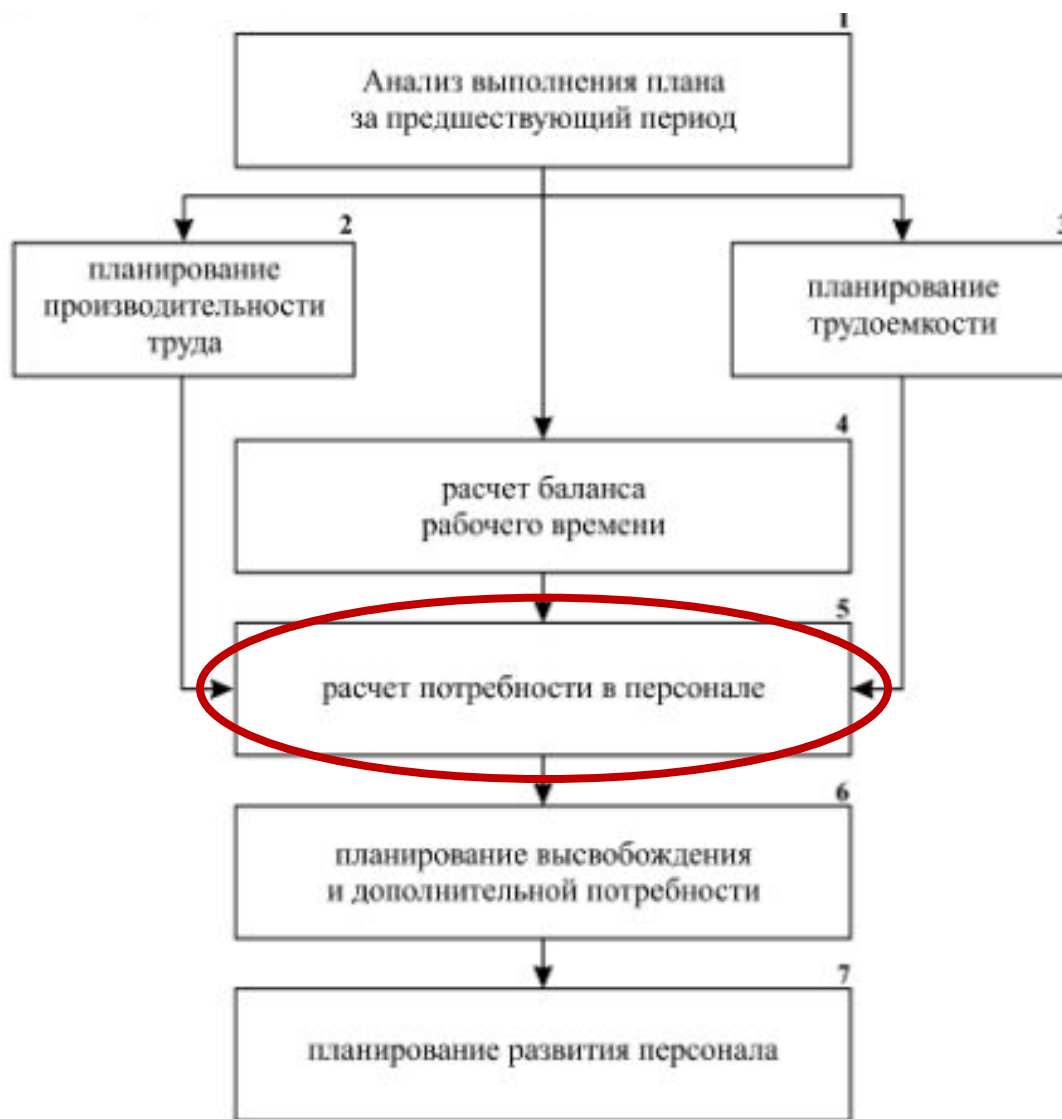 1
Анализ выполнения плана
за предшествующий период
2
планирование
производительности
труда
3
планирование
трудоемкости
4
расчет баланса
рабочего времени
5
расчет потребности в персонале
6
планирование высвобождения
и дополнительной потребности
7
планирование развития персонала